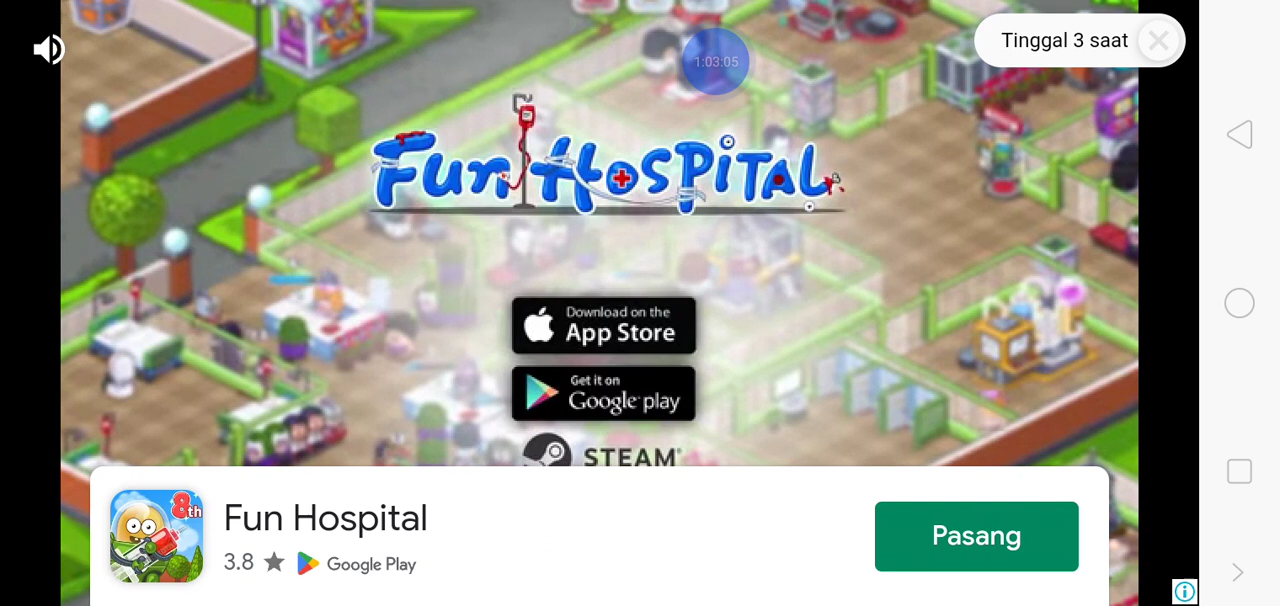 1:03:05
Tinggal 3 saat
Fun Hospital
Download on the
App Store
Get it on
Google play
STEAM
8th
Fun Hospital
3.8 ★ Google Play
Pasang